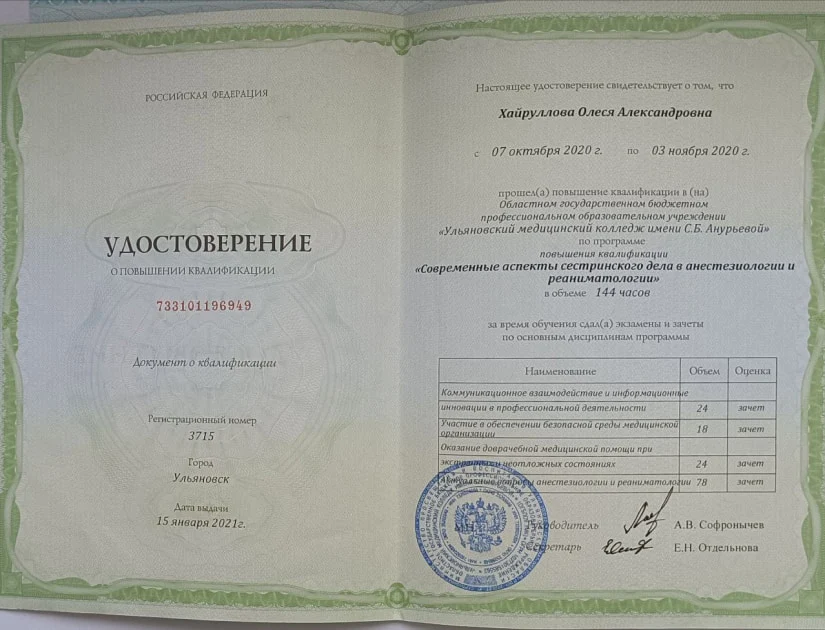 РОССИЙСКАЯ ФЕДЕРАЦИЯ
УДОСТОВЕРЕНИЕ
О ПОВЫШЕНИИ КВАЛИФИКАЦИИ
733101196949
Документ о квалификации
Регистрационный номер
3715
Город
Ульяновск
Дата выдачи
15 января 2021г.
Настоящее удостоверение свидетельствует о том, что
Хайруллова Олеся Александровна
с 07 октября 2020 г. по 03 ноября 2020 г.
прошел(а) повышение квалификации в (на)
Областном государственном бюджетном
профессиональном образовательном учреждении
«Ульяновский медицинский колледж имени С.Б. Анурьевой»
по программе
повышения квалификации
«Современные аспекты сестринского дела в анестезиологии и
реаниматологии»
в объеме 144 часов
за время обучения сдал(а) экзамены и зачеты
по основным дисциплинам программы
Наименование Объем Оценка
Коммуникационное взаимодействие и информационные
инновации в профессиональной деятельности 24 зачет
Участие в обеспечении безопасной среды медицинской
организации 18 зачет
Оказание доврачебной медицинской помощи при
экстренных и неотложных состояниях 24 зачет
Актуальные вопросы анестезиологии и реаниматологии 78 зачет
М.П.
Руководитель А.В. Софронычев
Секретарь Е.Н. Отдельнова